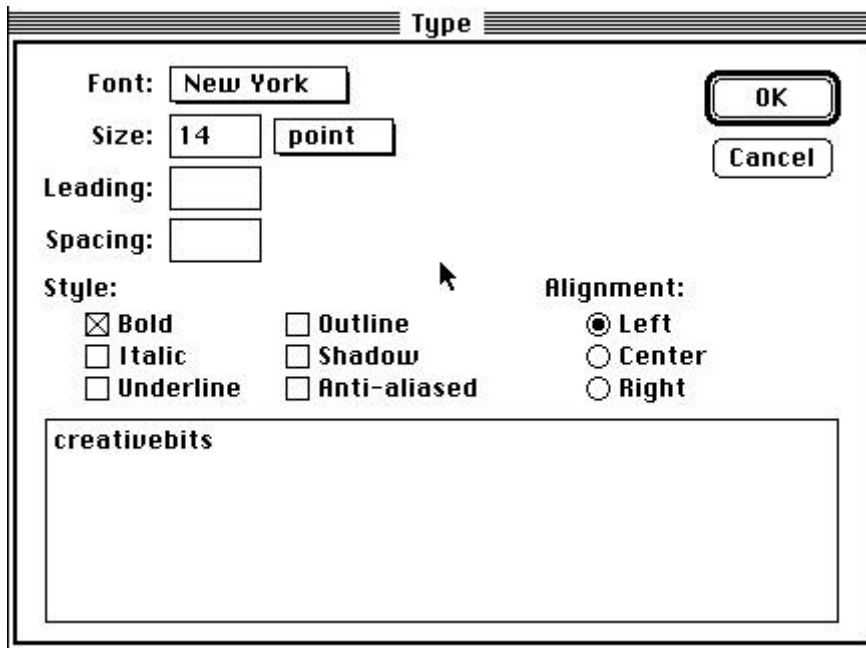 Type
Font: New York
OK
Size: 14 point
Cancel
Leading:
Spacing:
Style:
Alignment:
Bold Outline Left
Italic Shadow Center
Underline Anti-aliased Right
creativebits